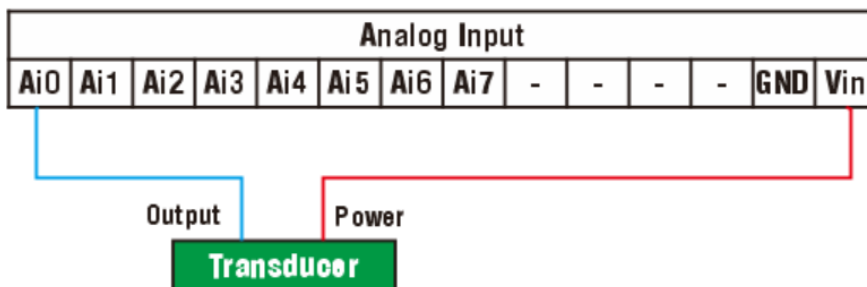 Analog Input
Ai0 Ai1 Ai2 Ai3 Ai4 Ai5 Ai6 Ai7 - - - - GND Vin
Output Power
Transducer